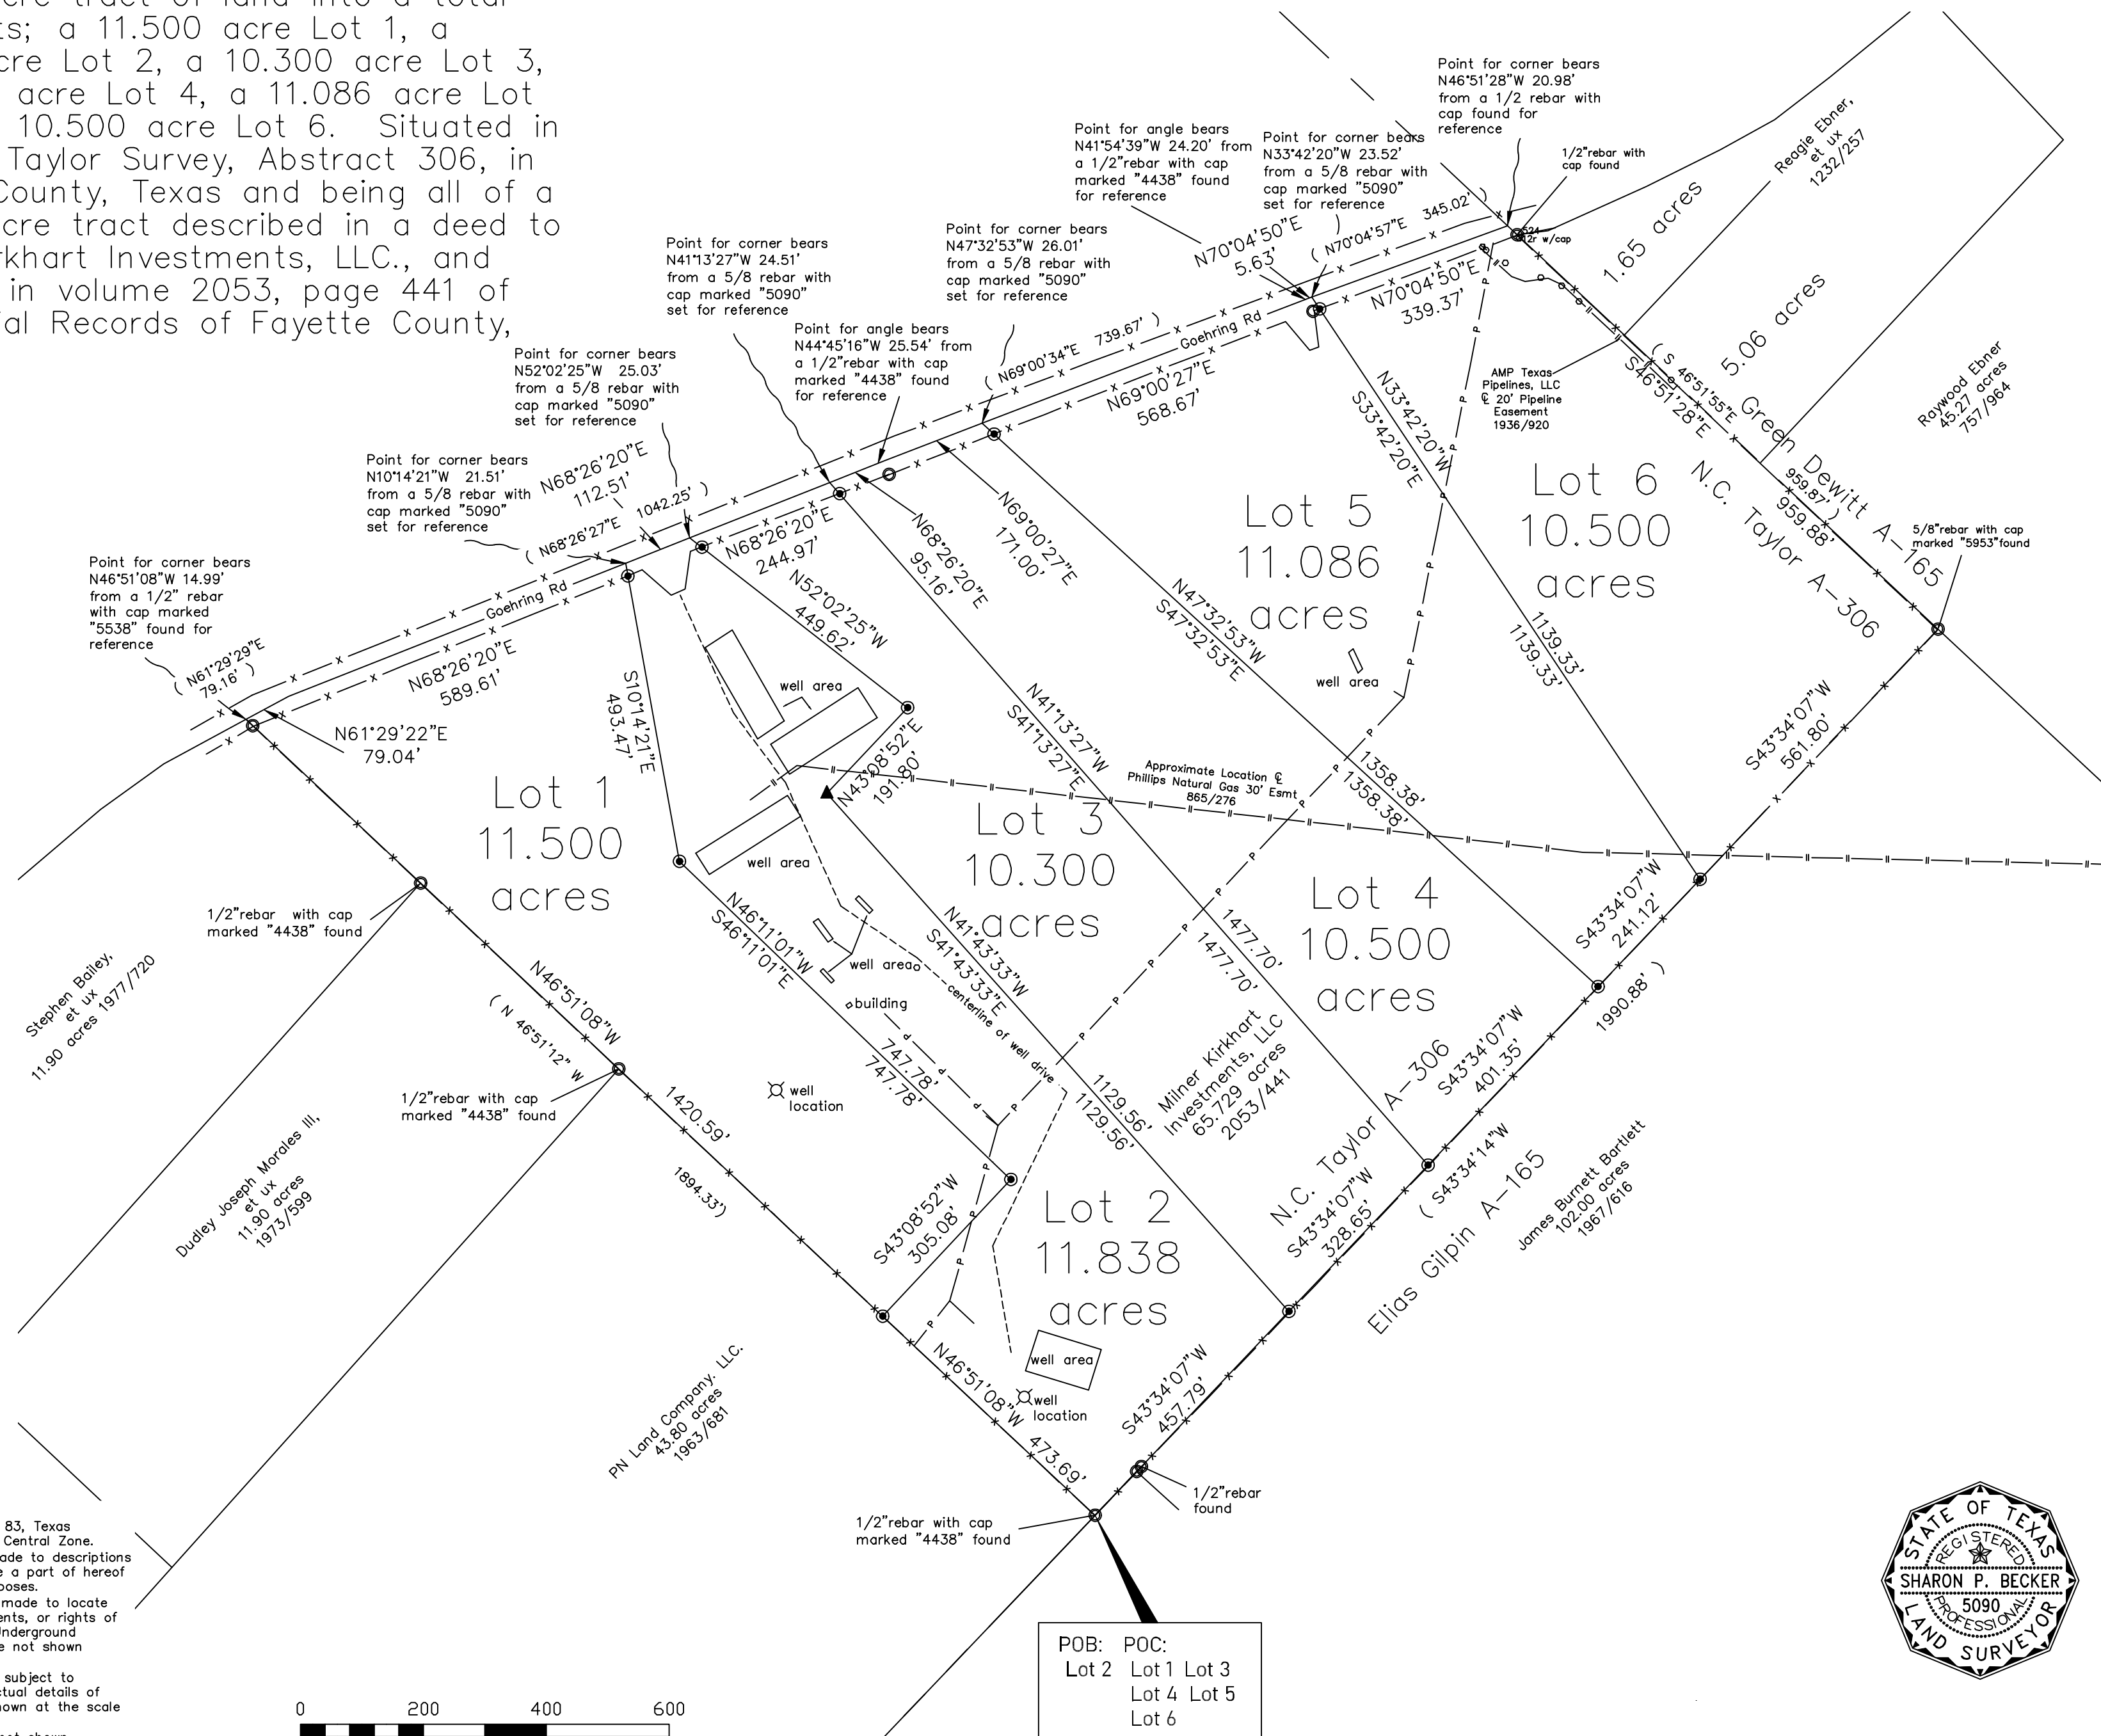 cre tract of land into a total
ts; a 11.500 acre Lot 1, a
cre Lot 2, a 10.300 acre Lot 3,
acre Lot 4, a 11.086 acre Lot
10.500 acre Lot 6. Situated in
Taylor Survey, Abstract 306, in
County, Texas and being all of a
cre tract described in a deed to
rkhart Investments, LLC., and
in volume 2053, page 441 of
ial Records of Fayette County,
Point for corner bears
N46°51'28"W 20.98'
from a 1/2 rebar with
cap found for
reference
Point for angle bears
N41°54'39"W 24.20' from
a 1/2"rebar with cap
marked "4438" found
for reference
Point for corner bears
N33°42'20"W 23.52'
from a 5/8 rebar with
cap marked "5090"
set for reference
1/2"rebar with
cap found
Reagie Ebner,
et ux
1232/257
1.65 acres
5.06 acres
Raywood Ebner
45.27 acres
757/964
Point for corner bears
N47°32'53"W 26.01'
from a 5/8 rebar with
cap marked "5090"
set for reference
Point for corner bears
N41°13'27"W 24.51'
from a 5/8 rebar with
cap marked "5090"
set for reference
Point for angle bears
N44°45'16"W 25.54' from
a 1/2"rebar with cap
marked "4438" found
for reference
Point for corner bears
N52°02'25"W 25.03'
from a 5/8 rebar with
cap marked "5090"
set for reference
Point for corner bears
N10°14'21"W 21.51'
from a 5/8 rebar with
cap marked "5090"
set for reference
Point for corner bears
N46°51'08"W 14.99'
from a 1/2" rebar
with cap marked
"5538" found for
reference
( N61°29'29"E
79.16' )
N61°29'22"E
79.04'
Goehring Rd
N68°26'20"E
589.61'
( N68°26'27"E 1042.25' )
N68°26'20"E
112.51'
N68°26'20"E
244.97'
N68°26'20"E
95.16'
N69°00'27"E
171.00'
( N69°00'34"E 739.67' )
Goehring Rd
N69°00'27"E
568.67'
N70°04'50"E
5.63'
( N70°04'57"E 345.02' )
N70°04'50"E
339.37'
w/cap
AMP Texas
Pipelines, LLC
℄ 20' Pipeline
Easement
1936/920
( S 46°51'55"E
959.87' )
S46°51'28"E
959.88'
Green Dewitt A-165
N.C. Taylor A-306
5/8"rebar with cap
marked "5953"found
Lot 6
10.500
acres
Lot 5
11.086
acres
well area
N33°42'20"W
S33°42'20"E
1139.33'
1139.33'
N47°32'53"W
S47°32'53"E
1358.38'
1358.38'
N52°02'25"W
449.62'
N43°08'52"E
191.80'
S10°14'21"E
493.47'
well area
well area
N41°13'27"W
S41°13'27"E
1477.70'
1477.70'
Approximate Location ℄
Phillips Natural Gas 30' Esmt
865/276
Lot 1
11.500
acres
Lot 3
10.300
acres
Lot 4
10.500
acres
S43°34'07"W
561.80'
S43°34'07"W
241.12'
( S43°34'14"W
1990.88' )
S43°34'07"W
401.35'
S43°34'07"W
328.65'
S43°34'07"W
457.79'
1/2"rebar with cap
marked "4438" found
Stephen Bailey,
et ux
11.90 acres 1977/720
N46°51'08"W
1420.59'
( N 46°51'12" W
1894.33')
1/2"rebar with cap
marked "4438" found
Dudley Joseph Morales III,
et ux
11.90 acres
1973/599
N46°11'01"W
S46°11'01"E
747.78'
747.78'
well area
building
centerline of well drive
N41°43'33"W
S41°43'33"E
1129.56'
1129.56'
well
location
Milner Kirkhart
Investments, LLC
65.729 acres
2053/441
N.C. Taylor A-306
Elias Gilpin A-165
James Burnett Bartlett
102.00 acres
1967/616
S43°08'52"W
305.08'
Lot 2
11.838
acres
well area
well
location
N46°51'08"W
473.69'
PN Land Company. LLC.
43.80 acres
1963/681
1/2"rebar
found
1/2"rebar with cap
marked "4438" found
POB: POC:
Lot 2 Lot 1 Lot 3
Lot 4 Lot 5
Lot 6
83, Texas
Central Zone.
ade to descriptions
e a part of hereof
poses.
made to locate
ents, or rights of
Underground
e not shown
subject to
ctual details of
hown at the scale
not shown
0 200 400 600
STATE OF TEXAS
REGISTERED
SHARON P. BECKER
5090
PROFESSIONAL
LAND SURVEYOR